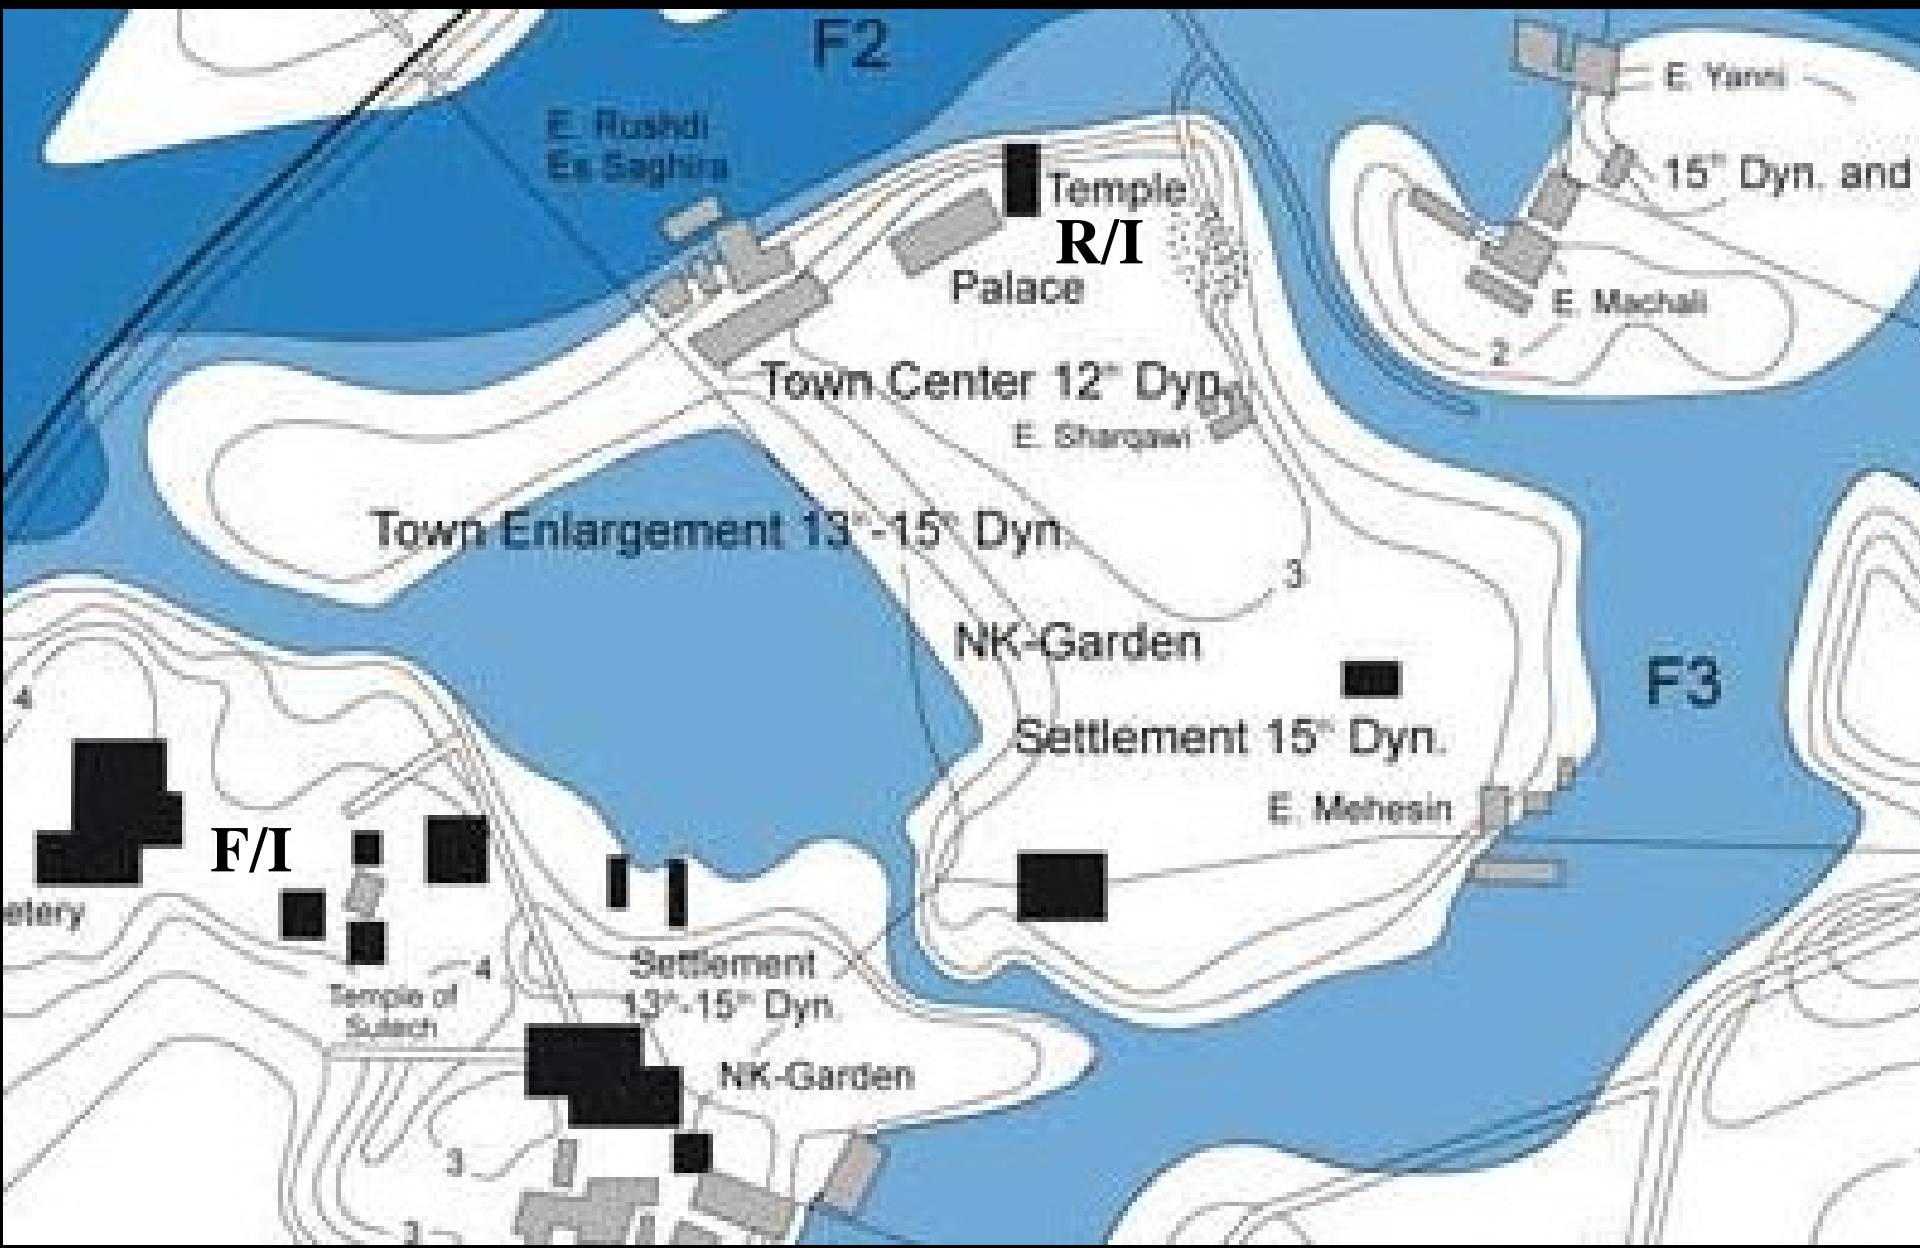 F2
E. Yanni
E. Rushdi
Es Saghira
15th Dyn. and
Temple
R/I
Palace
E. Machali
2
Town Center 12th Dyn.
E. Sharqawi
Town Enlargement 13th-15th Dyn.
3
NK-Garden
4
F3
Settlement 15th Dyn.
E. Mehesin
F/I
etery
Settlement
13th-15th Dyn.
4
Temple of
Sutech
NK-Garden
3
3